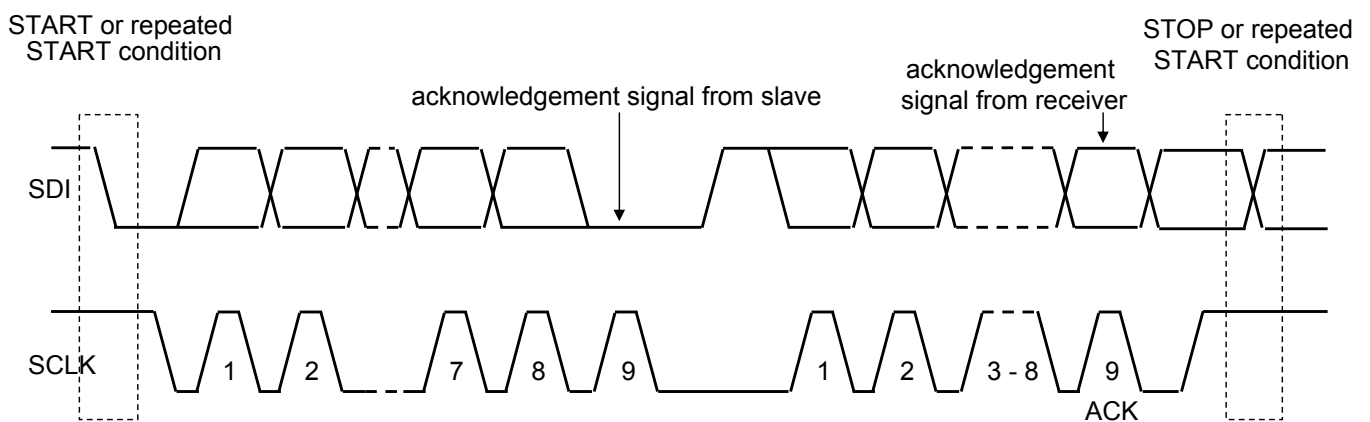 START or repeated
START condition
STOP or repeated
START condition
acknowledgement signal from slave
acknowledgement
signal from receiver
SDI
SCLK
1
2
7
8
9
1
2
3 - 8
9
ACK